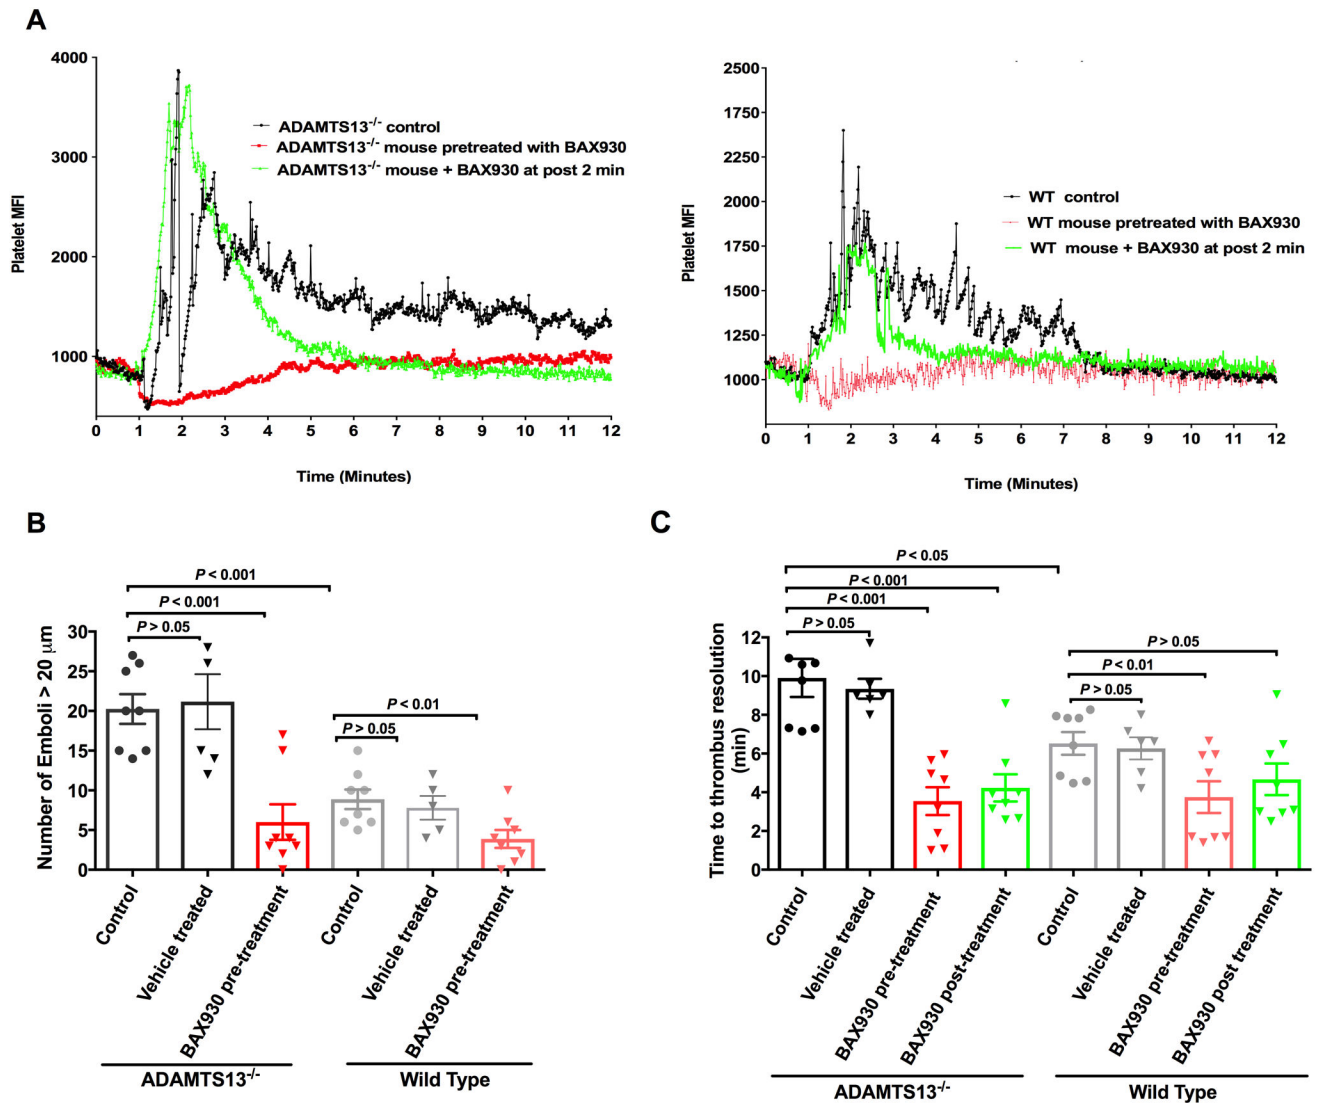 A
4000
3000
2000
1000
Platelet MFI
ADAMTS13-/- control
ADAMTS13-/- mouse pretreated with BAX930
ADAMTS13-/- mouse + BAX930 at post 2 min
0 1 2 3 4 5 6 7 8 9 10 11 12
Time (Minutes)
2500
1750
2250
2000
1750
1500
1250
1000
Platelet MFI
WT control
WT mouse pretreated with BAX930
WT mouse + BAX930 at post 2 min
0 1 2 3 4 5 6 7 8 9 10 11 12
Time (Minutes)
B
P < 0.001
P < 0.001
P > 0.05
P < 0.01
P > 0.05
30
25
20
15
10
5
0
Number of Emboli > 20 μm
Control
Vehicle treated
BAX930 pre-treatment
Control
Vehicle treated
BAX930 pre-treatment
ADAMTS13-/-
Wild Type
C
P < 0.05
P < 0.001
P < 0.001
P > 0.05
P > 0.05
P < 0.01
P > 0.05
12
10
8
6
4
2
0
Time to thrombus resolution
(min)
Control
Vehicle treated
BAX930 pre-treatment
BAX930 post-treatment
Control
Vehicle treated
BAX930 pre-treatment
BAX930 post treatment
ADAMTS13-/-
Wild Type